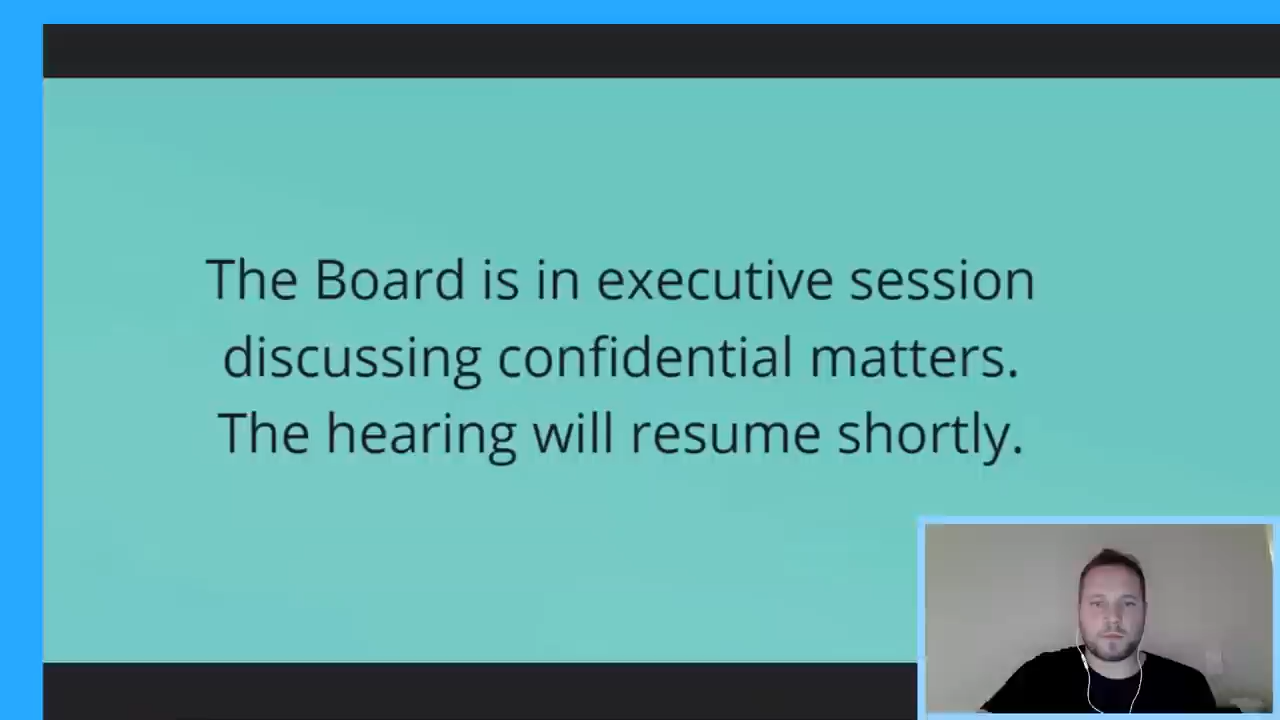 The Board is in executive session
discussing confidential matters.
The hearing will resume shortly.